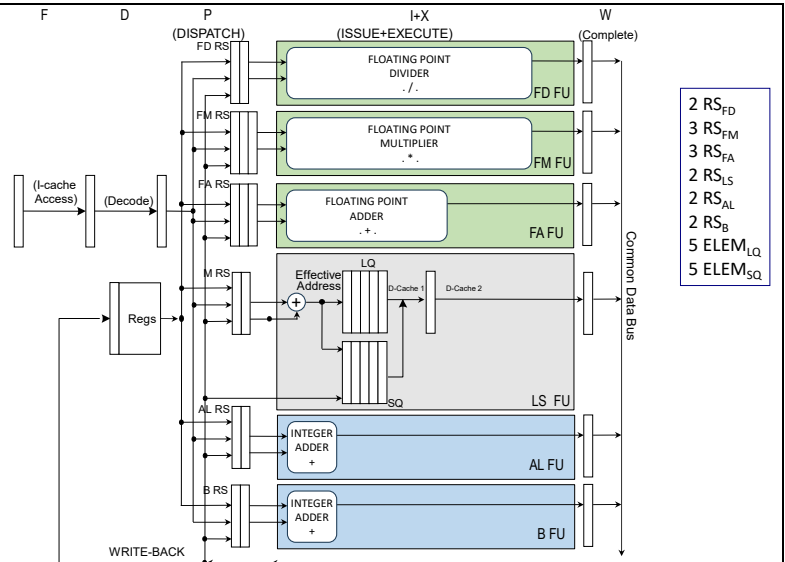 F D P I+X W
(DISPATCH) (ISSUE+EXECUTE) (Complete)
FD RS
FLOATING POINT
DIVIDER
. / .
FD FU
2 RSFD
3 RSFM
3 RSFA
2 RSLS
2 RSAL
2 RSB
5 ELEMLQ
5 ELEMSQ
FM RS
FLOATING POINT
MULTIPLIER
. * .
FM FU
(I-cache
Access)
(Decode)
FA RS
FLOATING POINT
ADDER
. + .
FA FU
Common Data Bus
M RS
Effective
Address
+
LQ
D-Cache 1
D-Cache 2
Regs
SQ
LS FU
AL RS
INTEGER
ADDER
+
AL FU
B RS
INTEGER
ADDER
+
B FU
WRITE-BACK